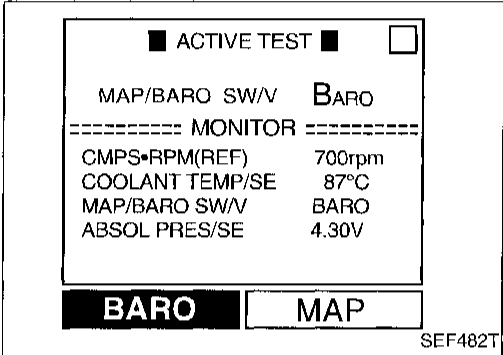 ■ ACTIVE TEST ■
MAP/BARO SW/V BARO
========= MONITOR =========
CMPS•RPM(REF) 700rpm
COOLANT TEMP/SE 87°C
MAP/BARO SW/V BARO
ABSOL PRES/SE 4.30V
BARO MAP
SEF482T